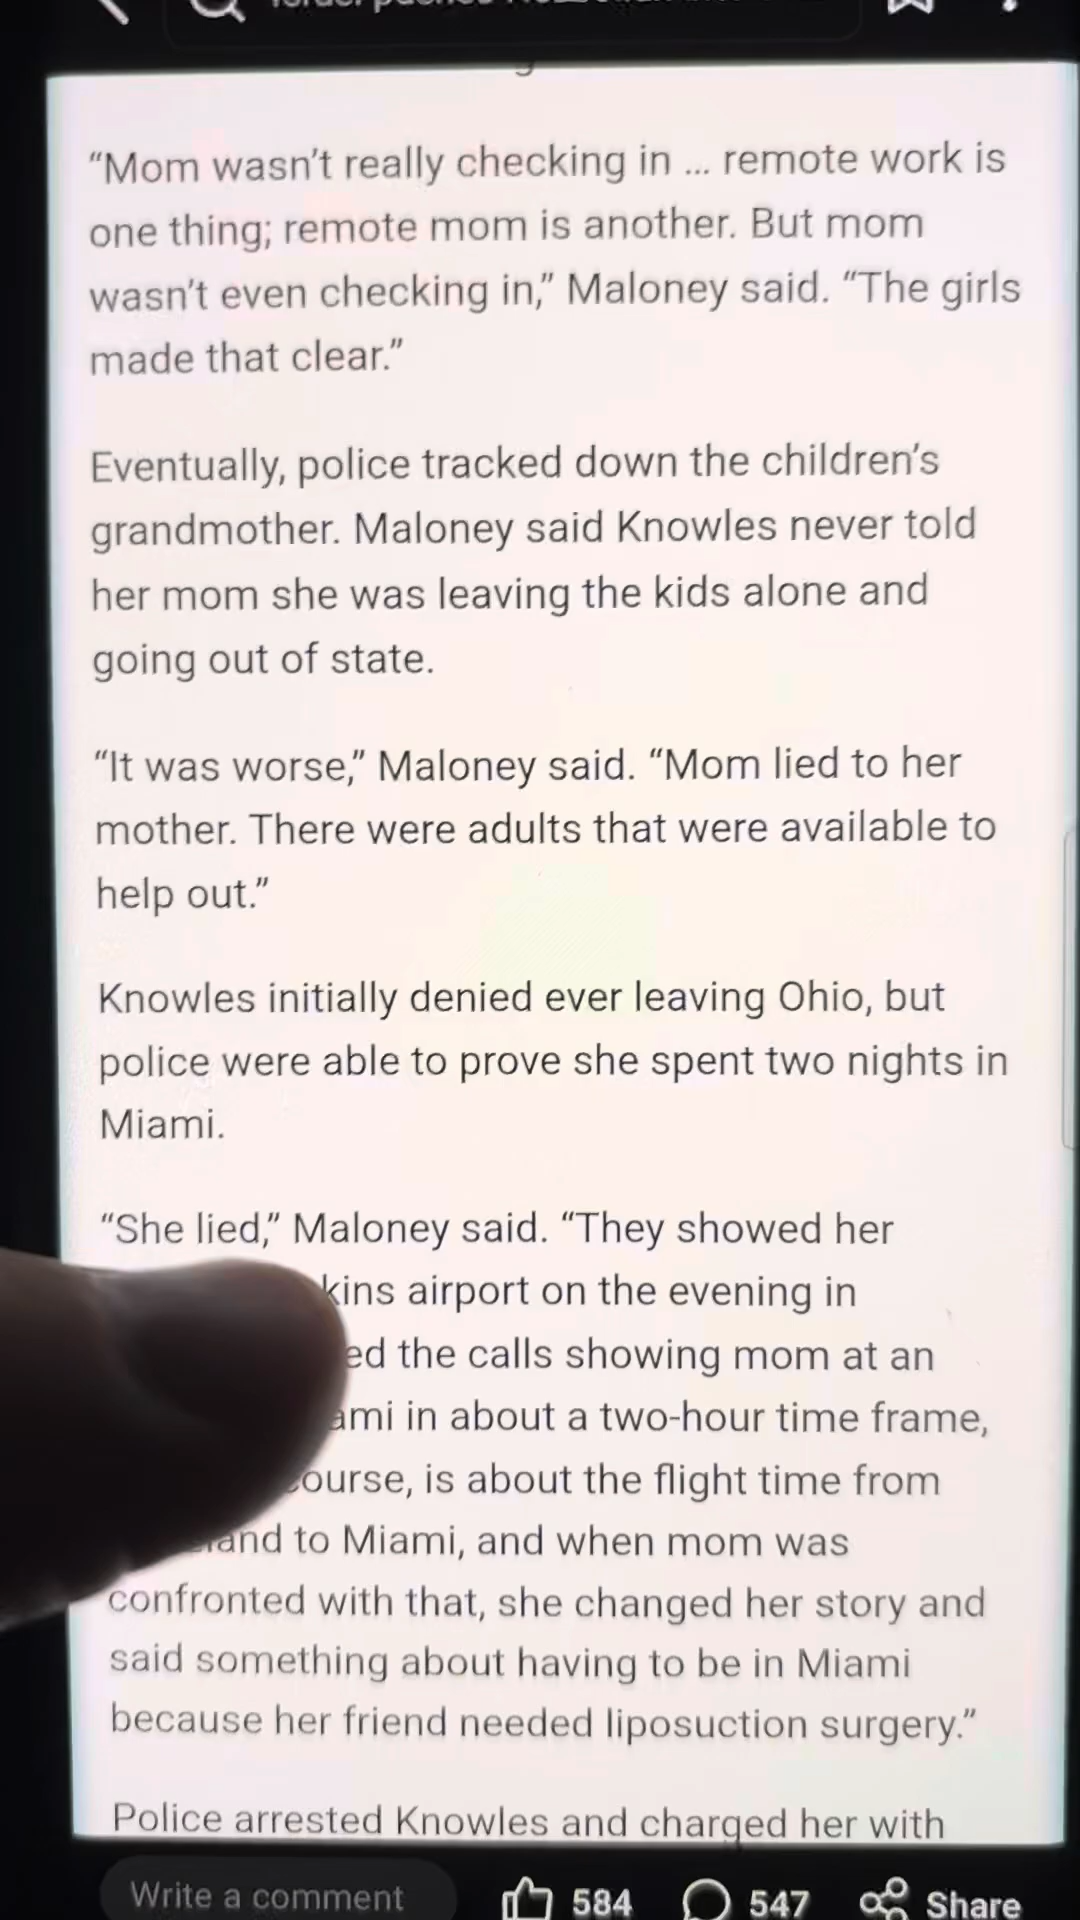 “Mom wasn’t really checking in ... remote work is
one thing; remote mom is another. But mom
wasn’t even checking in,” Maloney said. “The girls
made that clear.”
Eventually, police tracked down the children’s
grandmother. Maloney said Knowles never told
her mom she was leaving the kids alone and
going out of state.
“It was worse,” Maloney said. “Mom lied to her
mother. There were adults that were available to
help out.”
Knowles initially denied ever leaving Ohio, but
police were able to prove she spent two nights in
Miami.
“She lied,” Maloney said. “They showed her
airport on the evening in
the calls showing mom at an
in about a two-hour time frame,
is about the flight time from
to Miami, and when mom was
confronted with that, she changed her story and
said something about having to be in Miami
because her friend needed liposuction surgery.”
Police arrested Knowles and charged her with
Write a comment 584 547 Share